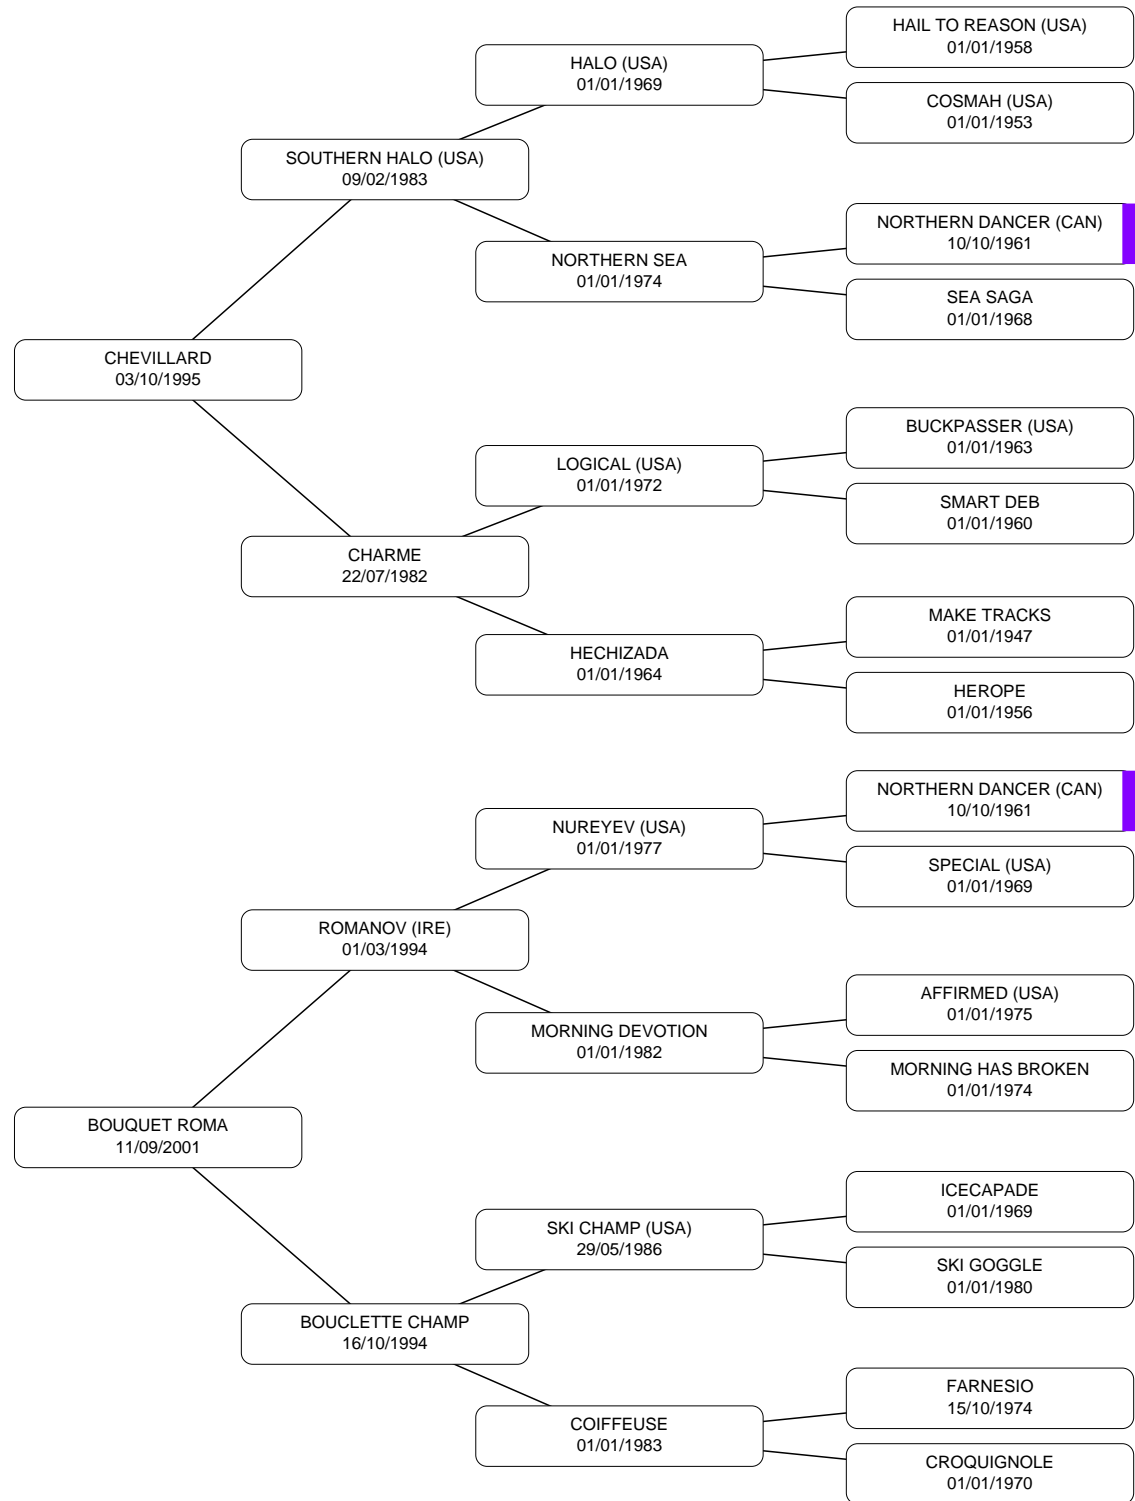 HAIL TO REASON (USA)
01/01/1958
HALO (USA)
01/01/1969
COSMAH (USA)
01/01/1953
SOUTHERN HALO (USA)
09/02/1983
NORTHERN DANCER (CAN)
10/10/1961
NORTHERN SEA
01/01/1974
SEA SAGA
01/01/1968
CHEVILLARD
03/10/1995
BUCKPASSER (USA)
01/01/1963
LOGICAL (USA)
01/01/1972
SMART DEB
01/01/1960
CHARME
22/07/1982
MAKE TRACKS
01/01/1947
HECHIZADA
01/01/1964
HEROPE
01/01/1956
NORTHERN DANCER (CAN)
10/10/1961
NUREYEV (USA)
01/01/1977
SPECIAL (USA)
01/01/1969
ROMANOV (IRE)
01/03/1994
AFFIRMED (USA)
01/01/1975
MORNING DEVOTION
01/01/1982
MORNING HAS BROKEN
01/01/1974
BOUQUET ROMA
11/09/2001
ICECAPADE
01/01/1969
SKI CHAMP (USA)
29/05/1986
SKI GOGGLE
01/01/1980
BOUCLETTE CHAMP
16/10/1994
FARNESIO
15/10/1974
COIFFEUSE
01/01/1983
CROQUIGNOLE
01/01/1970